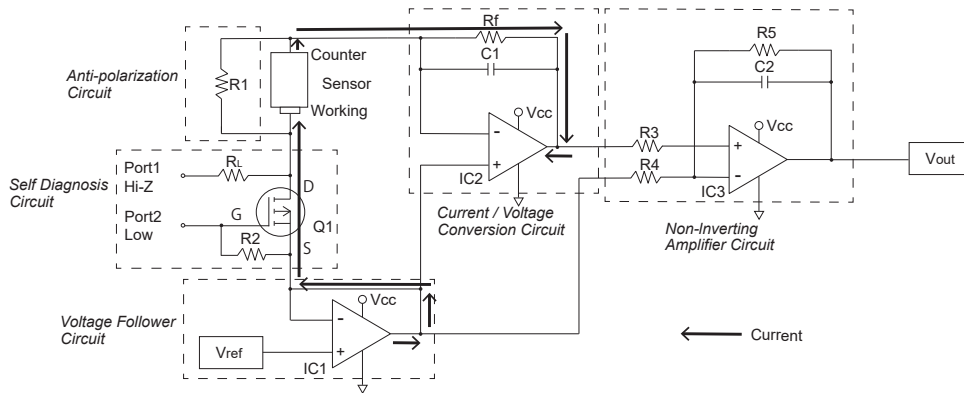 Anti-polarization
Circuit
R1
Counter
Sensor
Working
Rf
C1
Vcc
-
+
IC2
Current / Voltage
Conversion Circuit
R5
C2
R3
R4
Vcc
+
-
IC3
Non-Inverting
Amplifier Circuit
Vout
Self Diagnosis
Circuit
Port1
Hi-Z
RL
Port2
Low
G
D
Q1
S
R2
Voltage Follower
Circuit
Vref
Vcc
-
+
IC1
Current